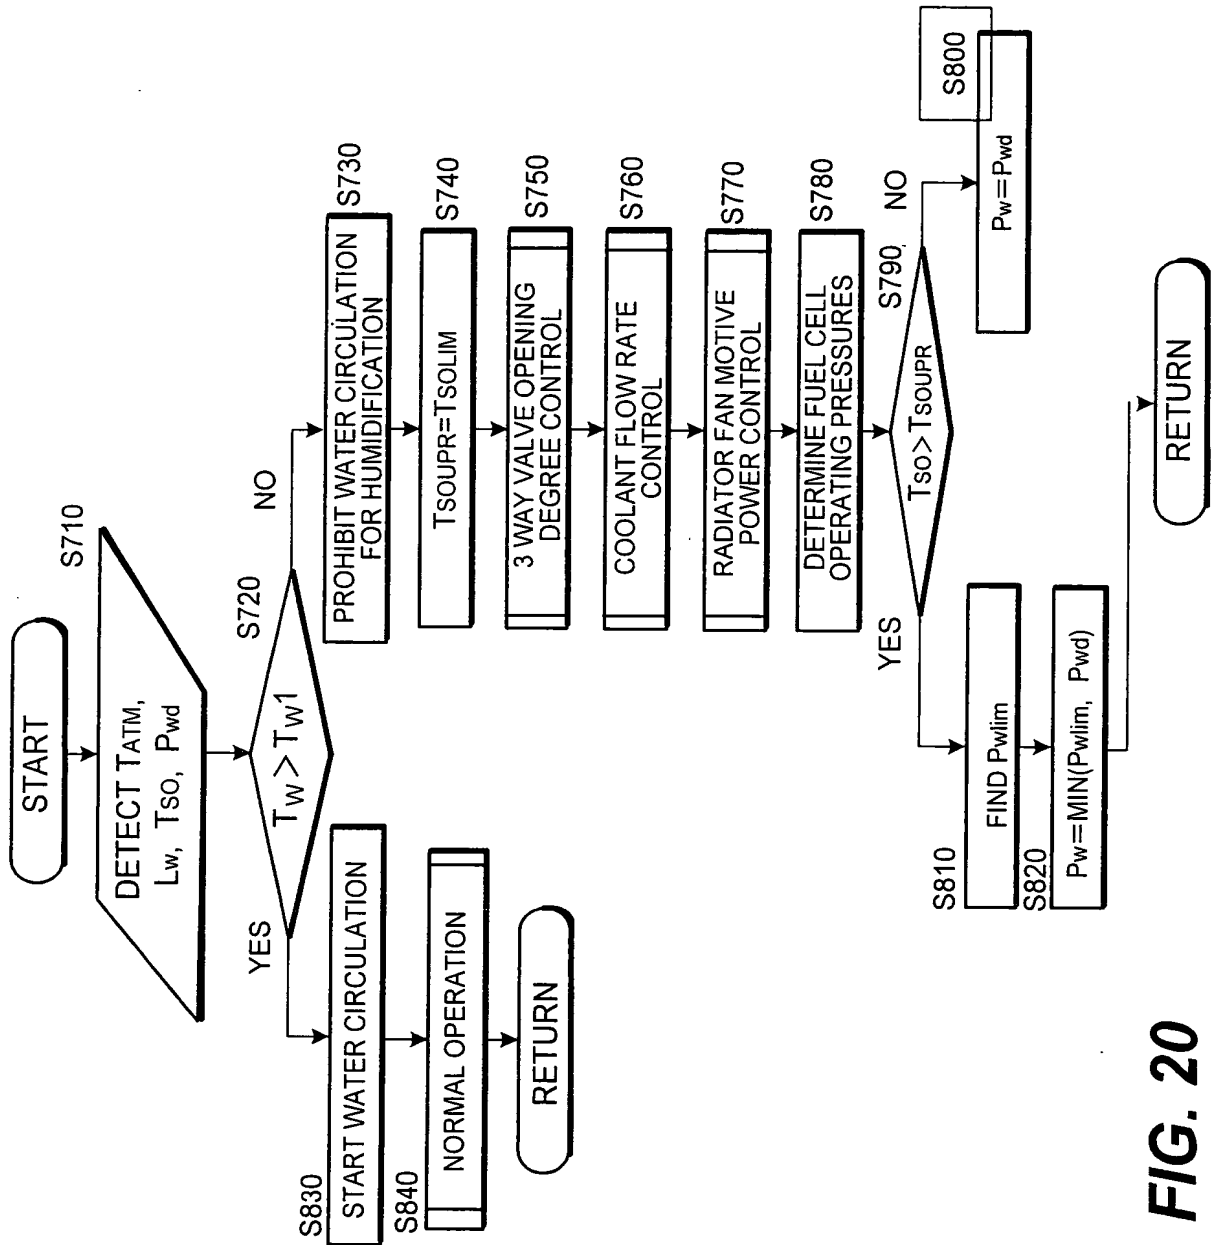 START
S710
DETECT TATM,
Lw, Tso, Pwd
S720
Tw > Tw1
YES
NO
S830
START WATER CIRCULATION
S840
NORMAL OPERATION
RETURN
S730
PROHIBIT WATER CIRCULATION
FOR HUMIDIFICATION
S740
TSOUPR=TSOLIM
S750
3 WAY VALVE OPENING
DEGREE CONTROL
S760
COOLANT FLOW RATE
CONTROL
S770
RADIATOR FAN MOTIVE
POWER CONTROL
S780
DETERMINE FUEL CELL
OPERATING PRESSURES
S790
TSO > TSOUPR
YES
NO
S810
FIND Pwlim
S820
Pw=MIN(Pwlim, Pwd)
S800
Pw=Pwd
RETURN
FIG. 20